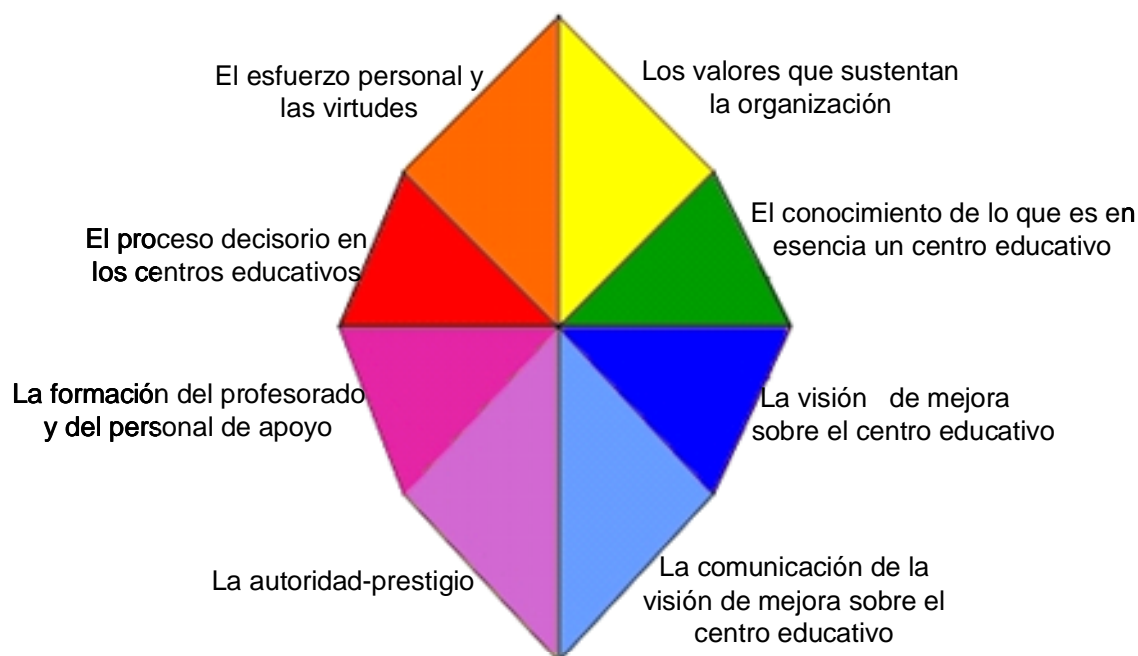 El esfuerzo personal y
las virtudes
Los valores que sustentan
la organización
El proceso decisorio en
los centros educativos
El conocimiento de lo que es en
esencia un centro educativo
La formación del profesorado
y del personal de apoyo
La visión de mejora
sobre el centro educativo
La autoridad-prestigio
La comunicación de la
visión de mejora sobre el
centro educativo